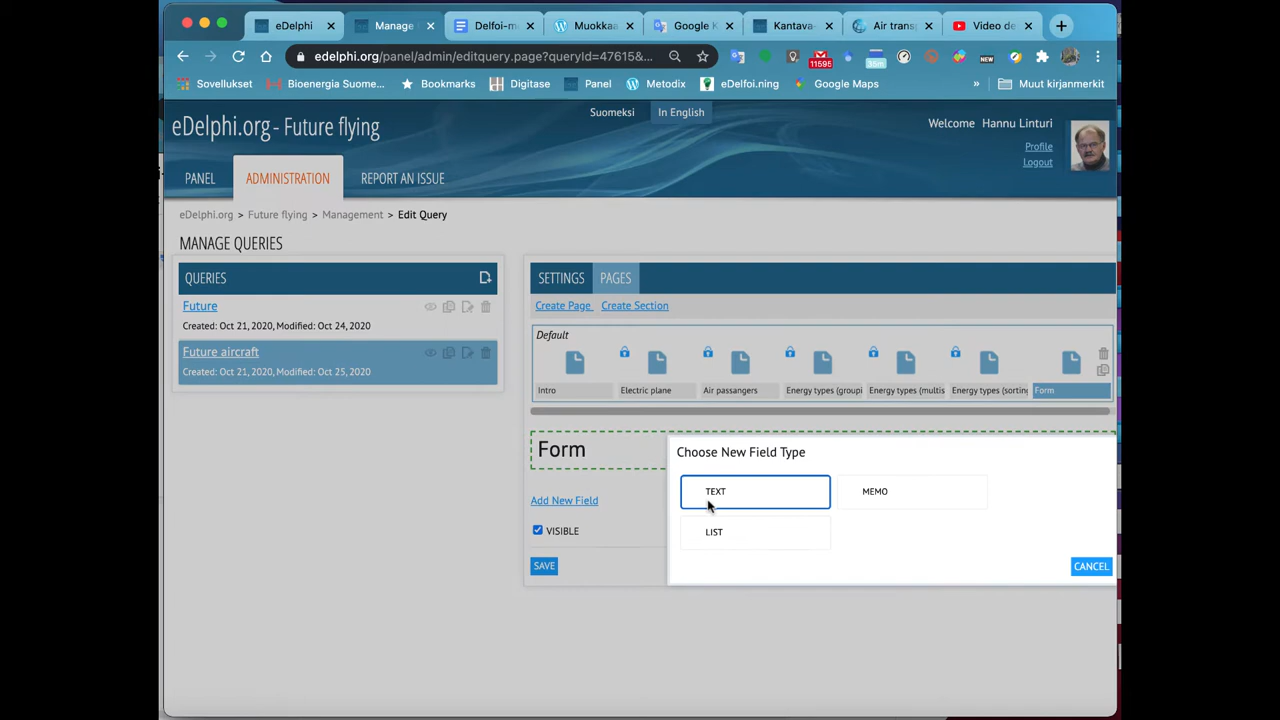 eDelphi
Manage
Delfoi-m
Muokkaa
Google K
Kantava-
Air transp
Video de
edelphi.org/panel/admin/editquery.page?queryId=47615&...
11595
35m
NEW
Sovellukset
Bioenergia Suome...
Bookmarks
Digitase
Panel
Metodix
eDelfoi.ning
Google Maps
»
Muut kirjanmerkit
Suomeksi
In English
eDelphi.org - Future flying
Welcome Hannu Linturi
Profile
Logout
PANEL
ADMINISTRATION
REPORT AN ISSUE
eDelphi.org > Future flying > Management > Edit Query
MANAGE QUERIES
QUERIES
Future
Created: Oct 21, 2020, Modified: Oct 24, 2020
Future aircraft
Created: Oct 21, 2020, Modified: Oct 25, 2020
SETTINGS
PAGES
Create Page
Create Section
Default
Intro
Electric plane
Air passangers
Energy types (groupi
Energy types (multis
Energy types (sorting
Form
Form
Add New Field
VISIBLE
SAVE
Choose New Field Type
TEXT
MEMO
LIST
CANCEL